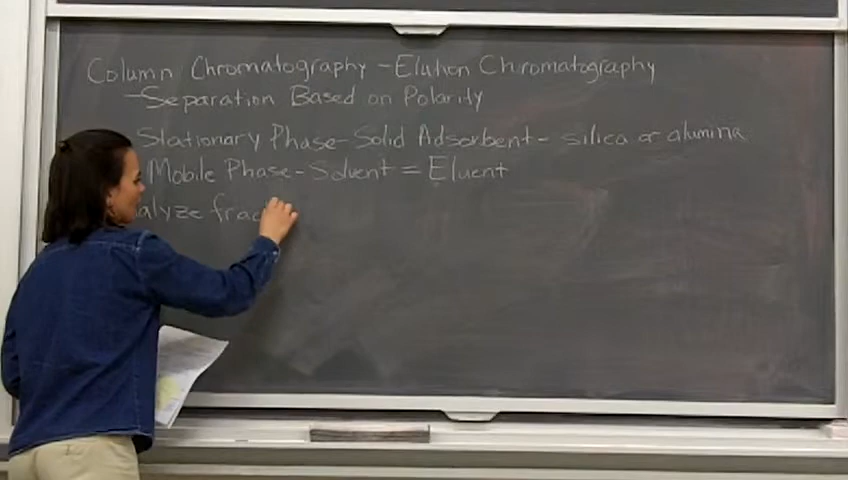 Column Chromatography - Elution Chromatography
- Separation Based on Polarity
Stationary Phase - Solid Adsorbent - silica or alumina
Mobile Phase - Solvent = Eluent
alyze frac